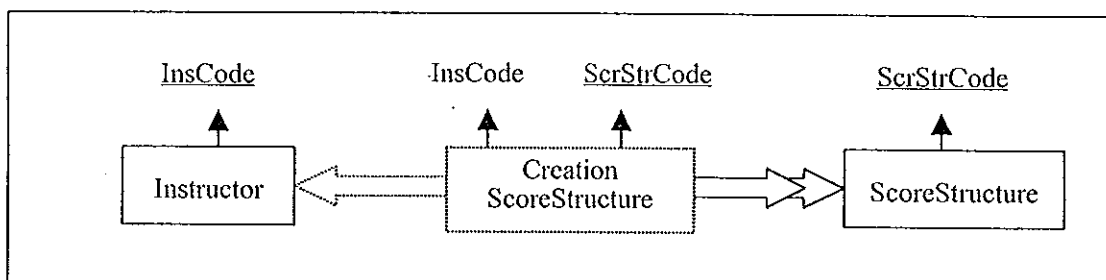 InsCode
InsCode
ScrStrCode
ScrStrCode
Instructor
Creation
ScoreStructure
ScoreStructure